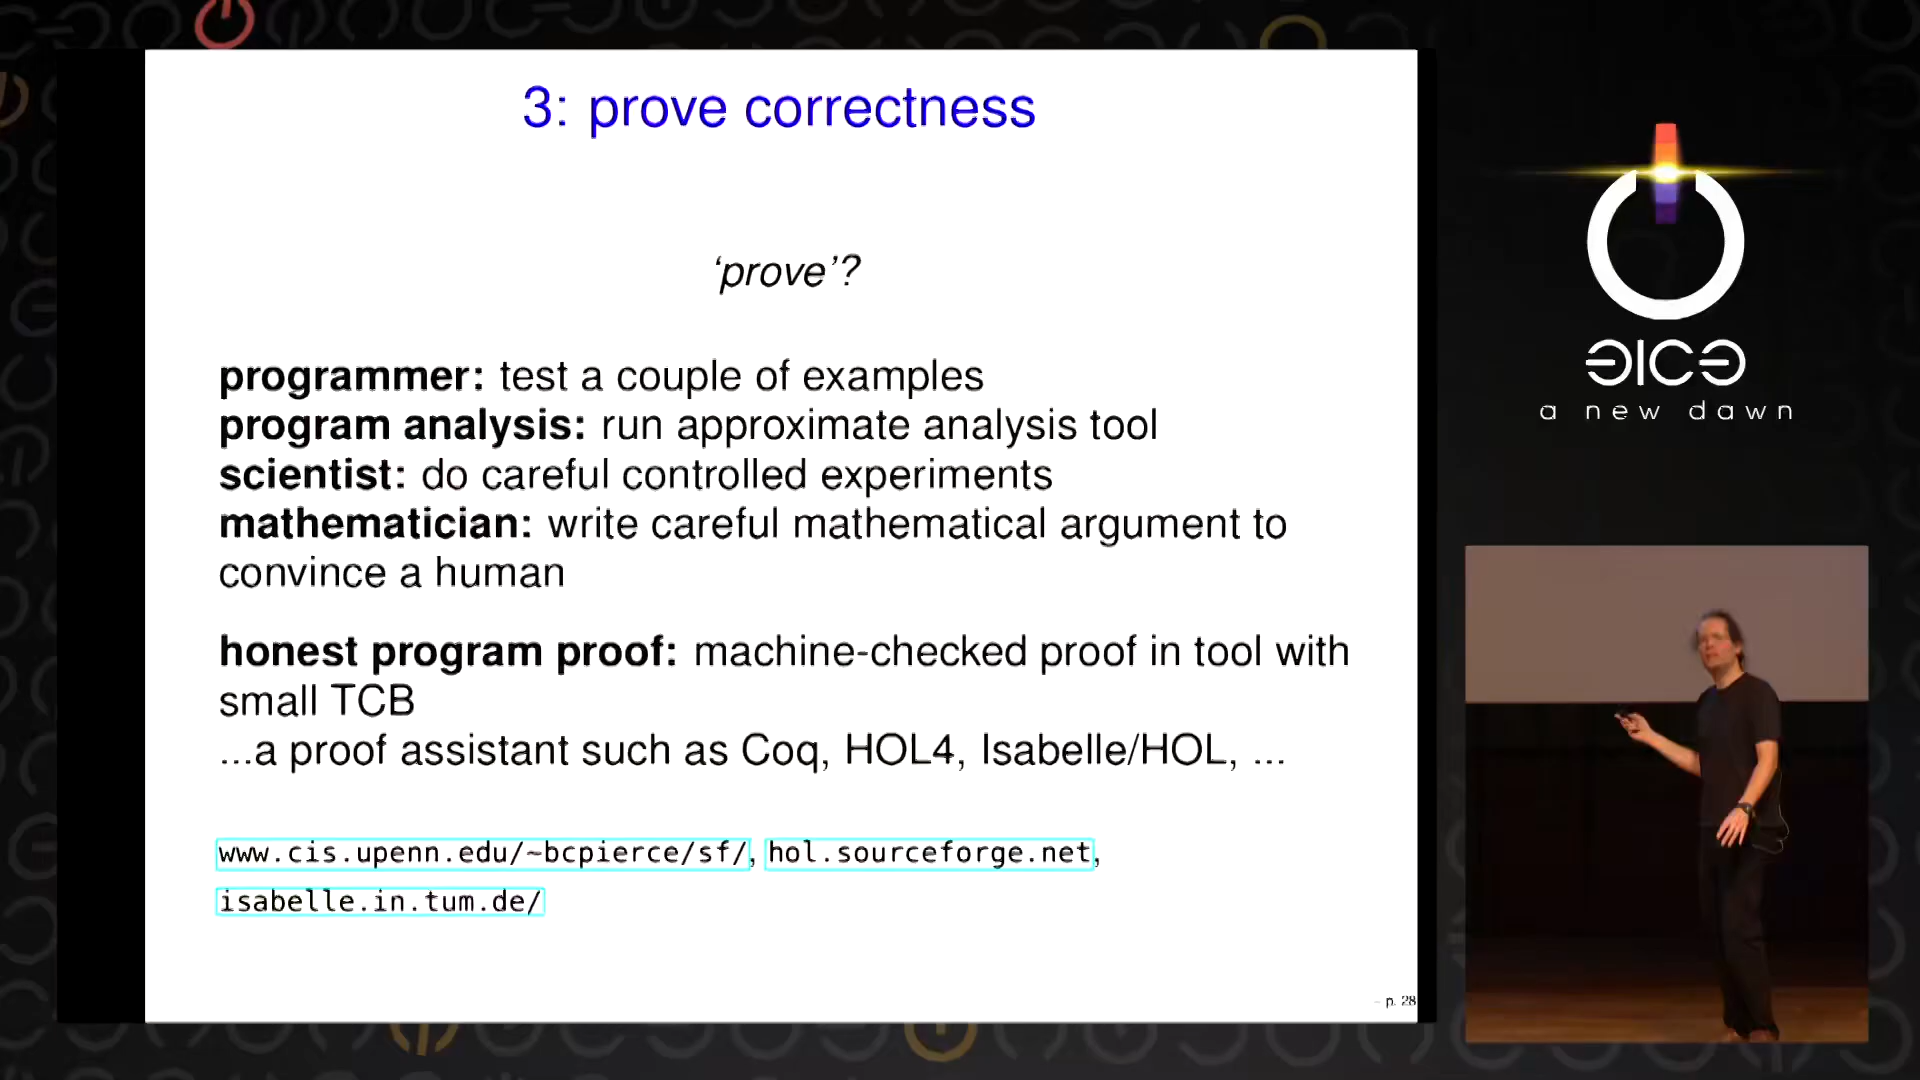 3: prove correctness
‘prove’?
programmer: test a couple of examples
program analysis: run approximate analysis tool
scientist: do careful controlled experiments
mathematician: write careful mathematical argument to
convince a human
honest program proof: machine-checked proof in tool with
small TCB
...a proof assistant such as Coq, HOL4, Isabelle/HOL, ...
www.cis.upenn.edu/~bcpierce/sf/, hol.sourceforge.net,
isabelle.in.tum.de/
– p. 28
a new dawn